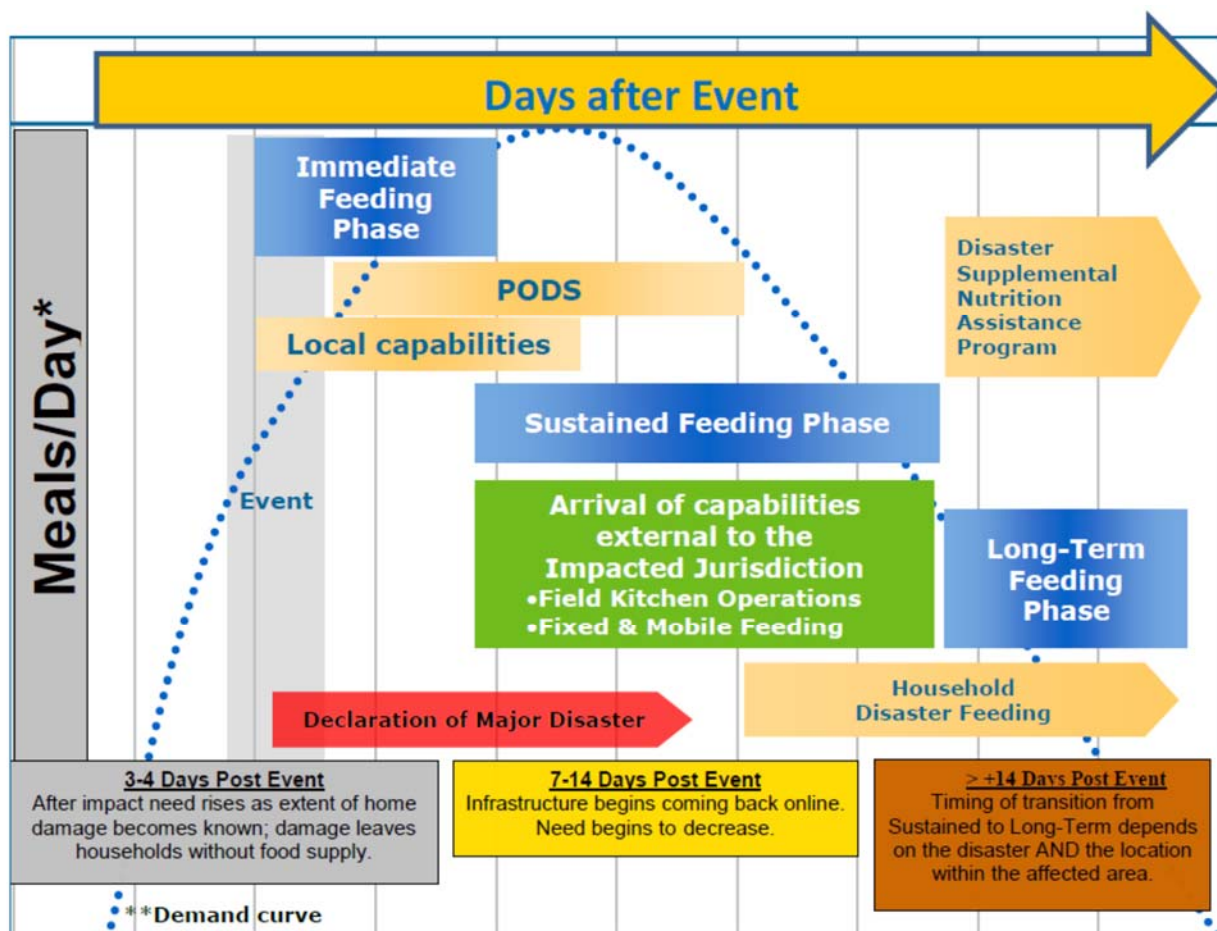 Days after Event
Meals/Day*
Immediate
Feeding
Phase
PODS
Local capabilities
Disaster
Supplemental
Nutrition
Assistance
Program
Sustained Feeding Phase
Event
Arrival of capabilities
external to the
Impacted Jurisdiction
•Field Kitchen Operations
•Fixed & Mobile Feeding
Long-Term
Feeding
Phase
Declaration of Major Disaster
Household
Disaster Feeding
3-4 Days Post Event
After impact need rises as extent of home
damage becomes known; damage leaves
households without food supply.
7-14 Days Post Event
Infrastructure begins coming back online.
Need begins to decrease.
> +14 Days Post Event
Timing of transition from
Sustained to Long-Term depends
on the disaster AND the location
within the affected area.
**Demand curve